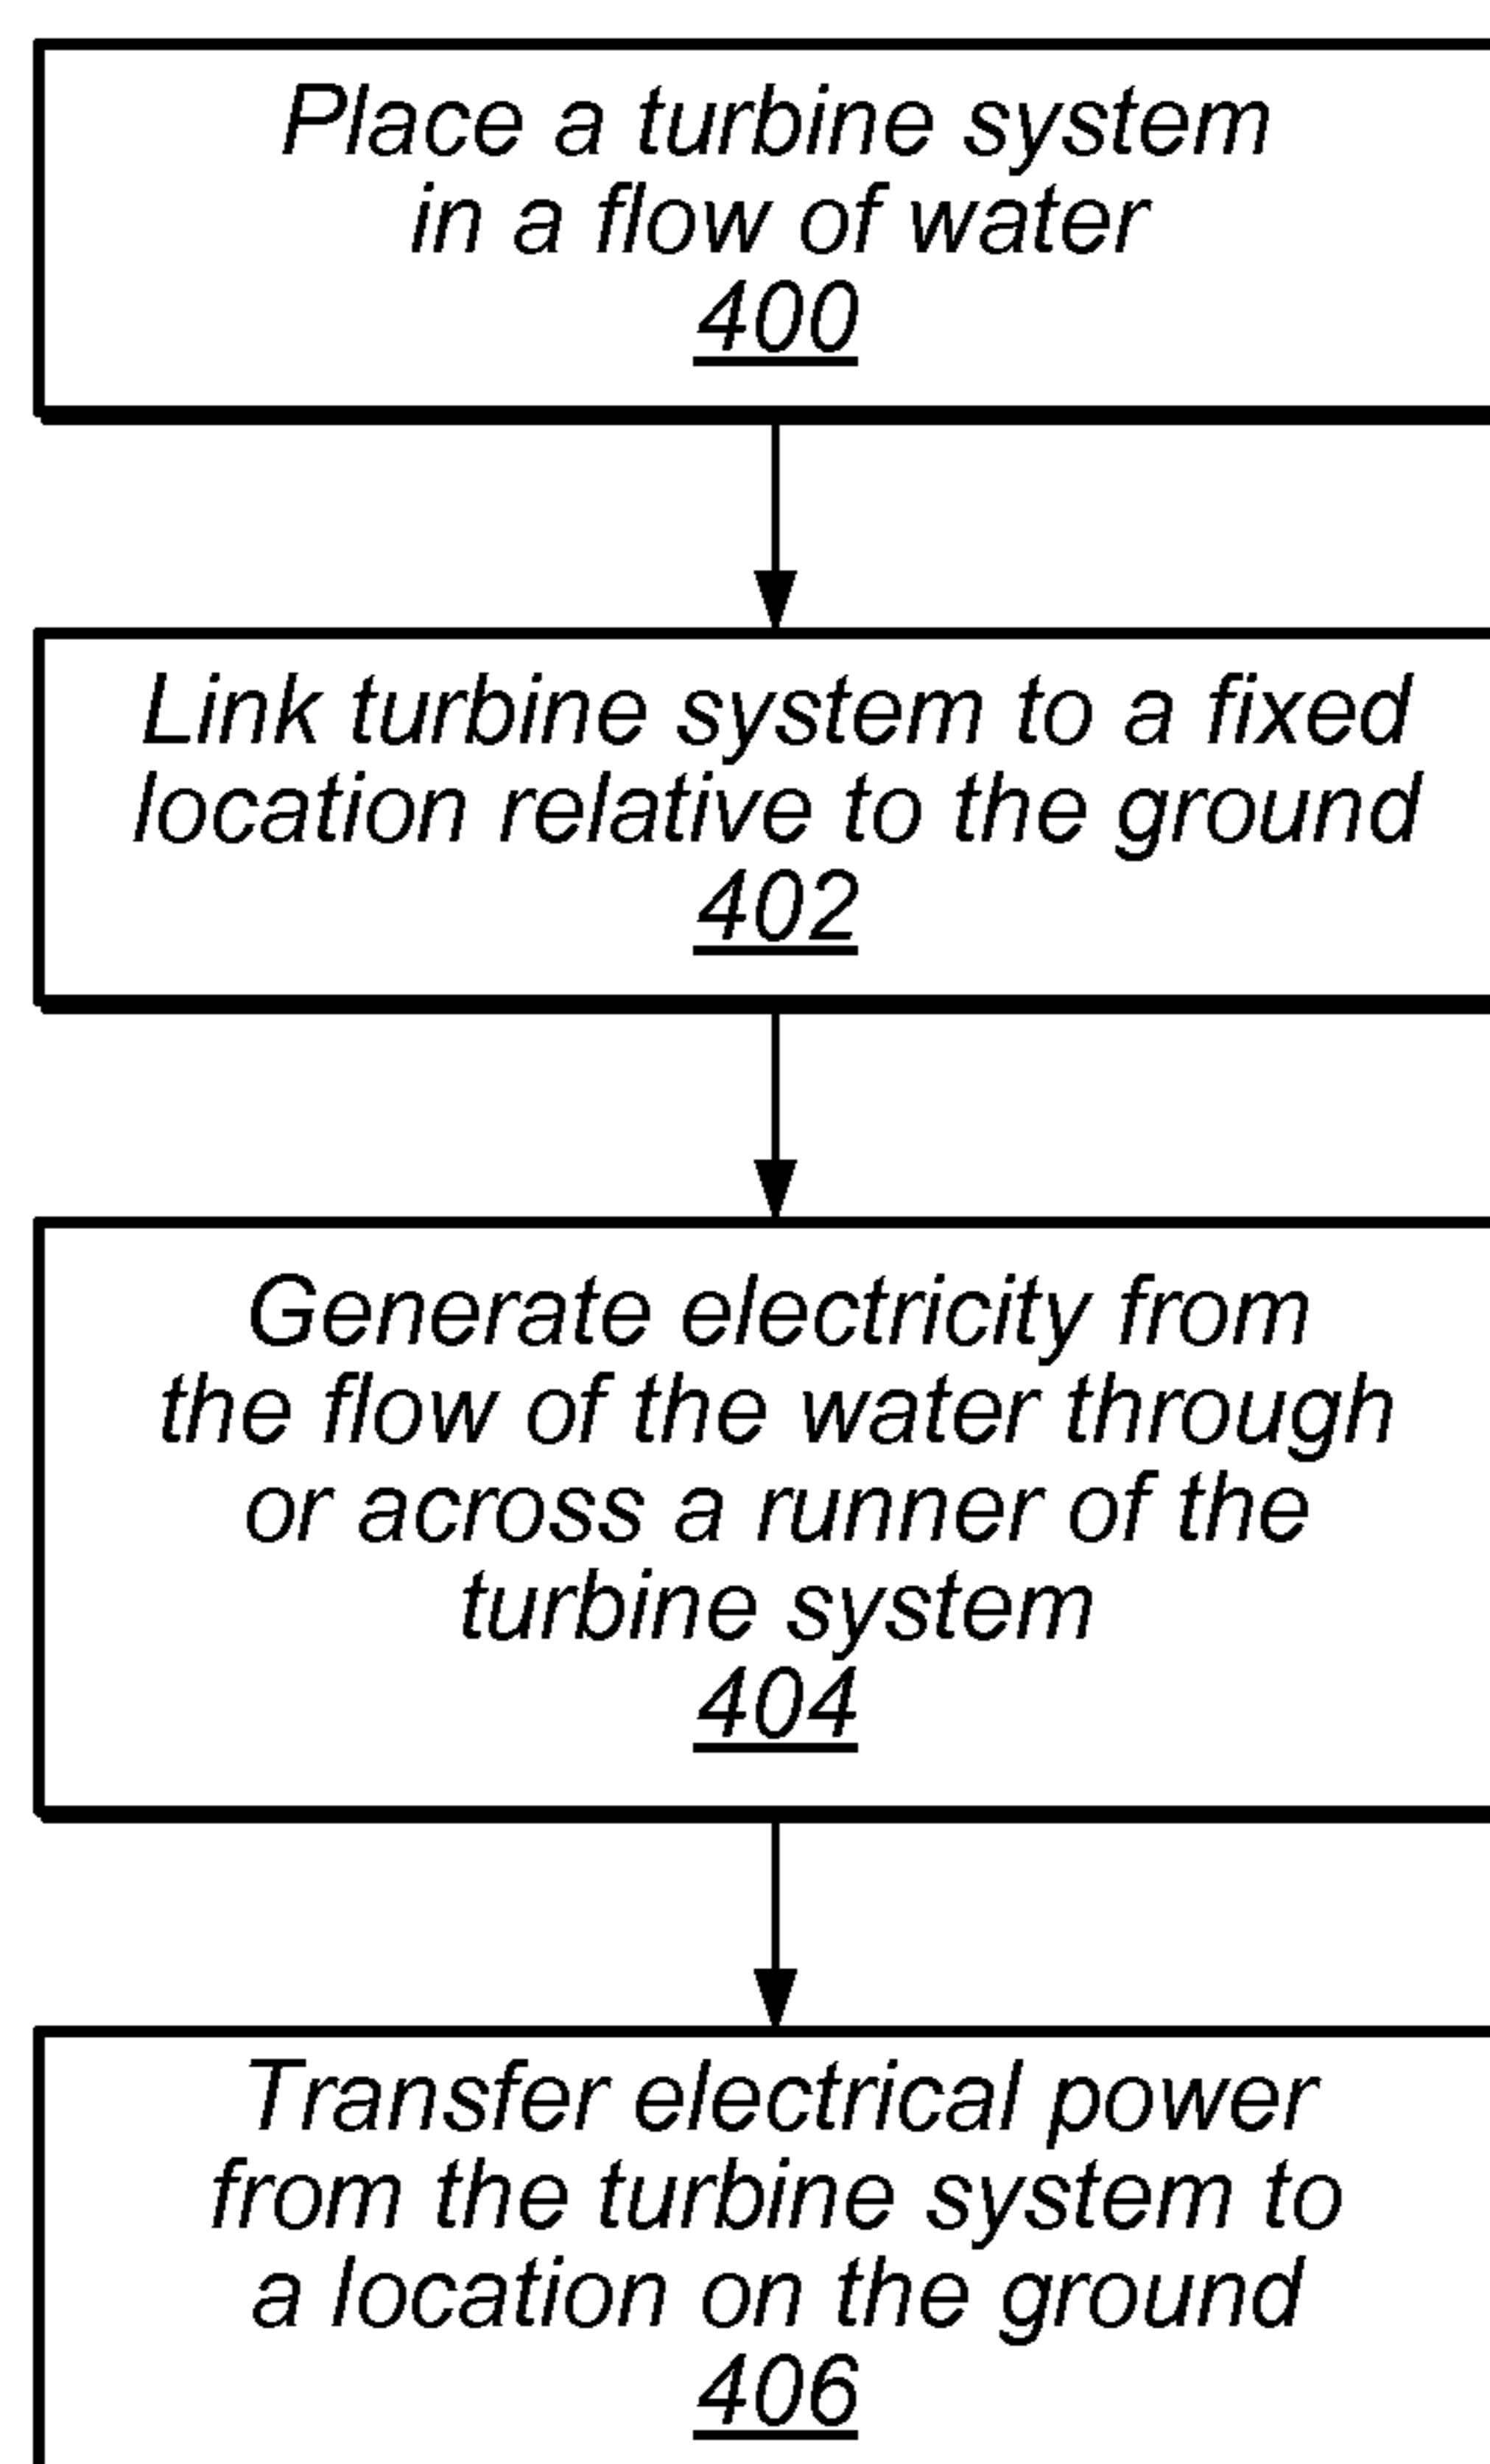 Place a turbine system
in a flow of water
400
Link turbine system to a fixed
location relative to the ground
402
Generate electricity from
the flow of the water through
or across a runner of the
turbine system
404
Transfer electrical power
from the turbine system to
a location on the ground
406